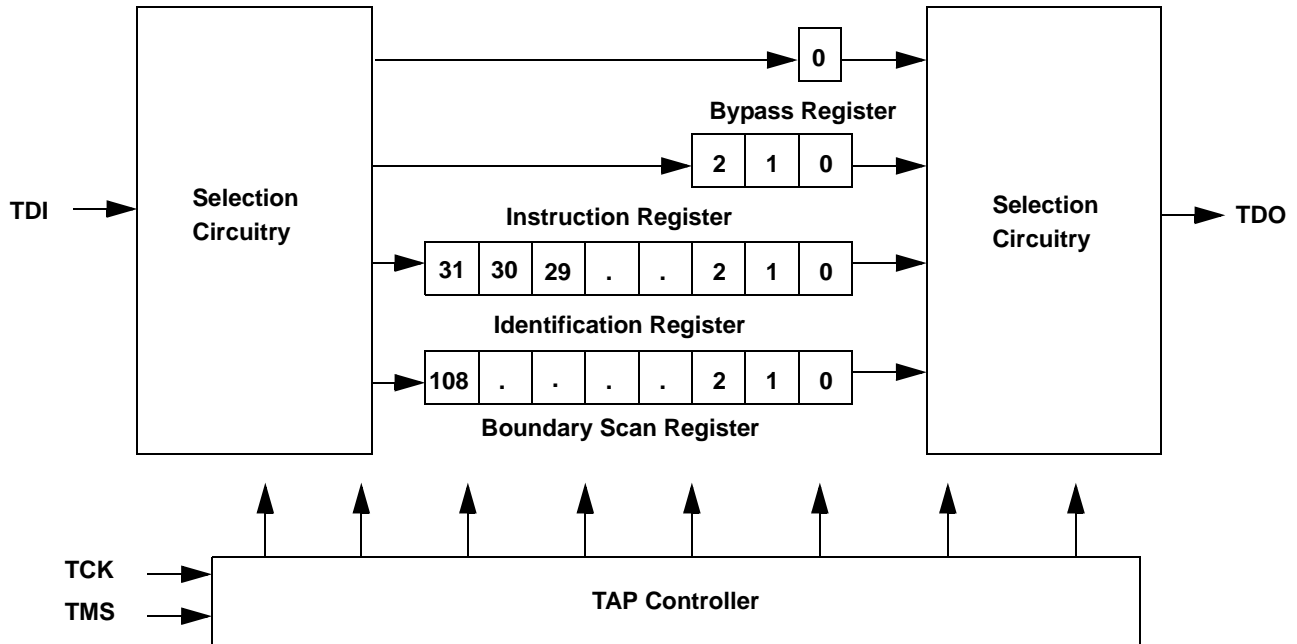 0
Bypass Register
2 1 0
Instruction Register
TDI
Selection
Circuitry
Selection
Circuitry
TDO
31 30 29 . . 2 1 0
Identification Register
108 . . . . 2 1 0
Boundary Scan Register
TCK
TMS
TAP Controller